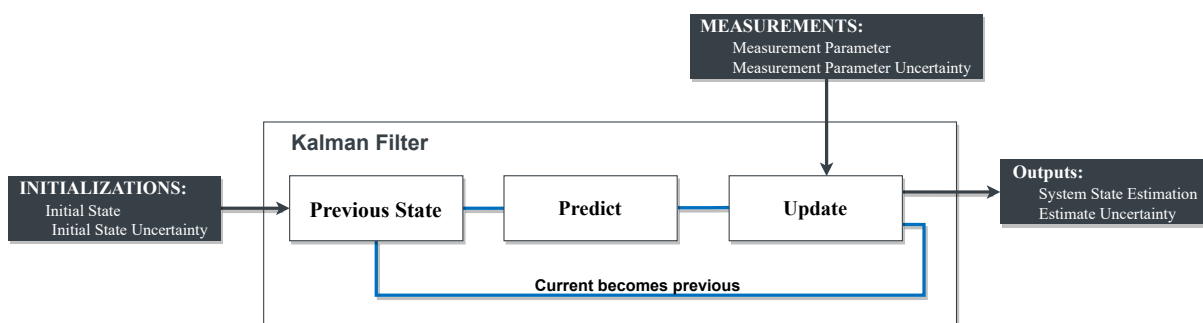 MEASUREMENTS:
Measurement Parameter
Measurement Parameter Uncertainty
Kalman Filter
INITIALIZATIONS:
Initial State
Initial State Uncertainty
Previous State
Predict
Update
Outputs:
System State Estimation
Estimate Uncertainty
Current becomes previous